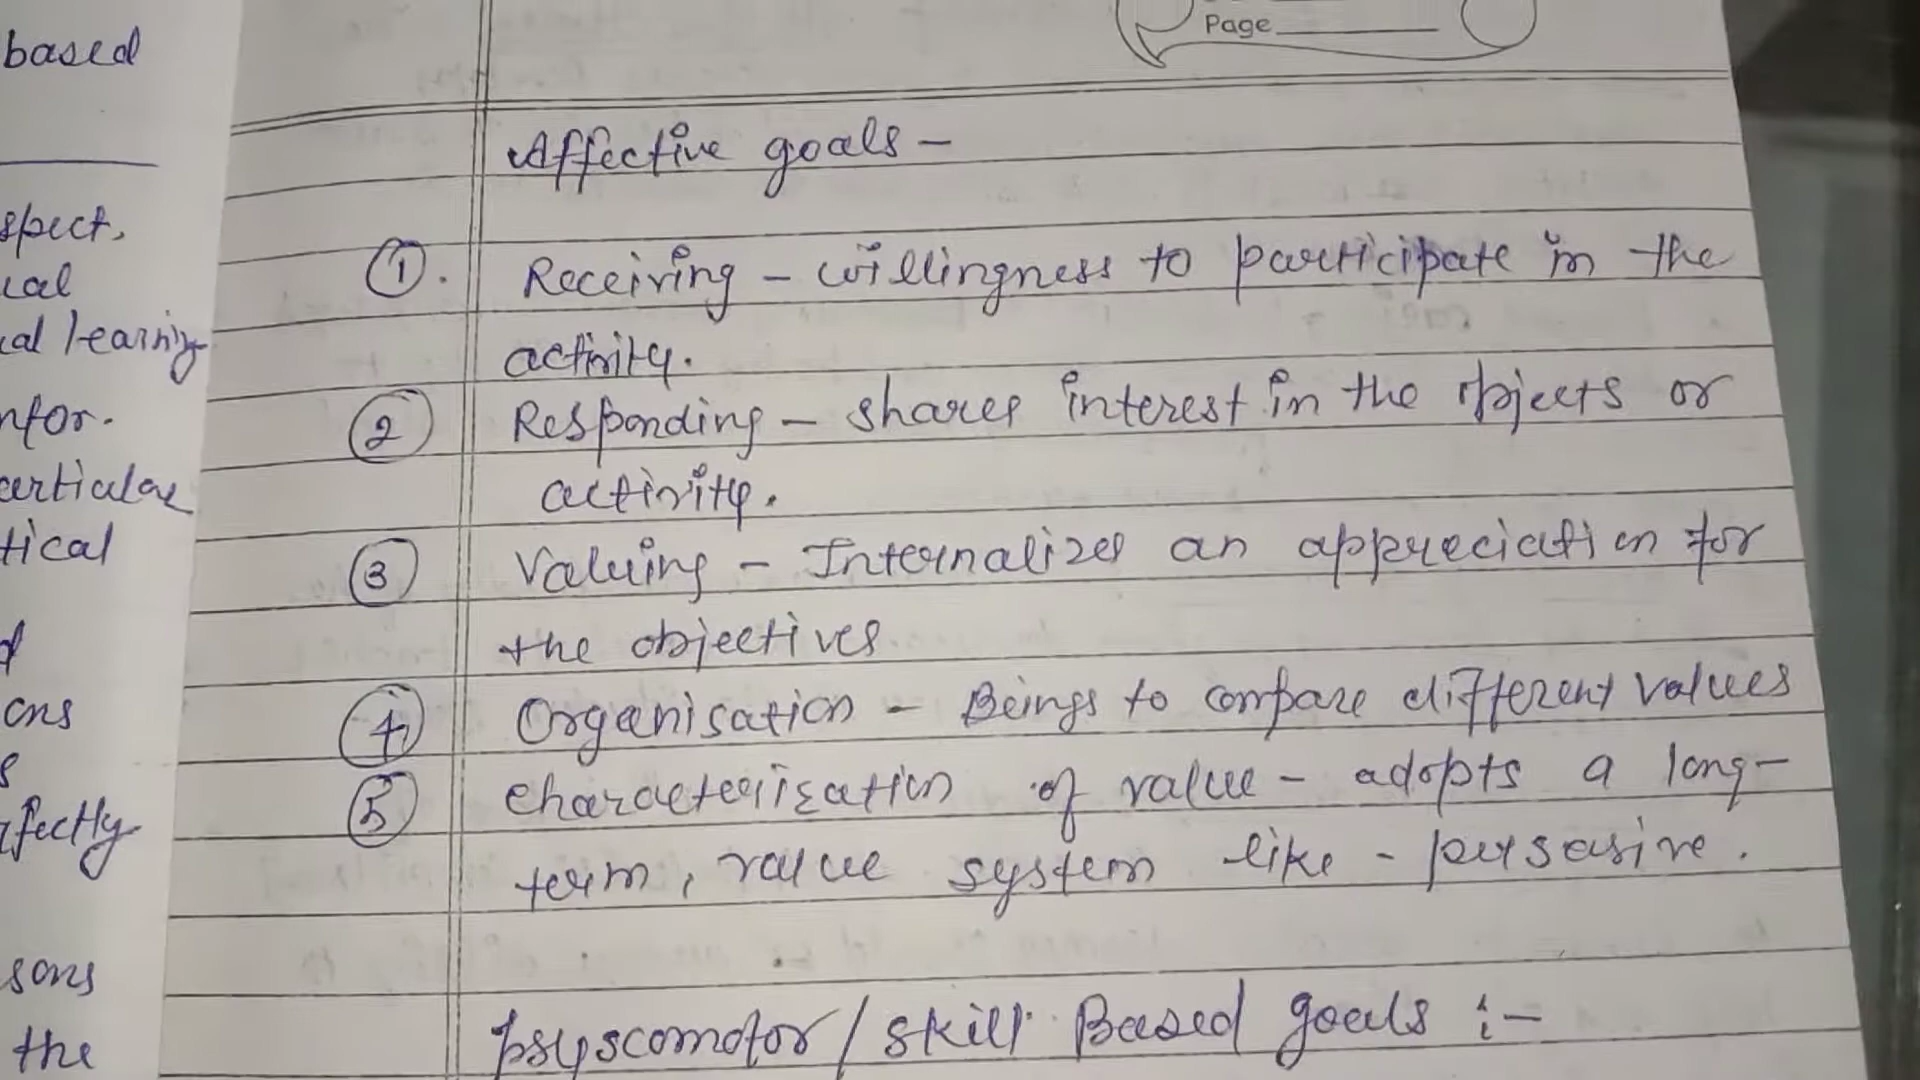 based
spect,
cal
cal learning
nfor.
articular
tical
f
ons
s
rfectly
sons
the
Page
Affective goals -
1. Receiving - willingness to participate in the
activity.
2 Responding - shares interest in the objects or
activity.
3 Valuing - Internalizes an appreciation for
the objectives
4 Organisation - Beings to compare different values
5 characterization of value - adopts a long-
term, value system like - persasive.
psyscomotor / skill Based goals :-